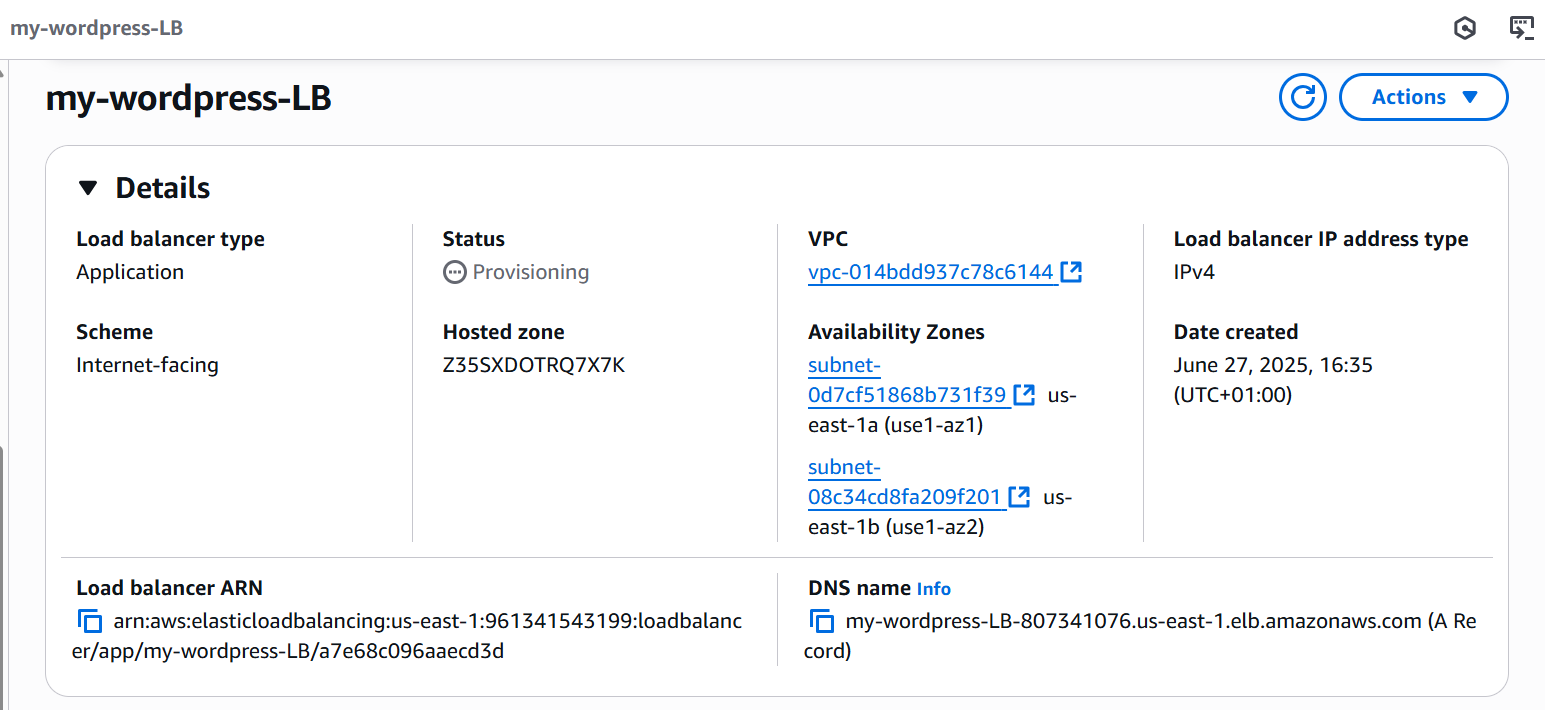 my-wordpress-LB
my-wordpress-LB
Actions
Details
Load balancer type
Application
Status
Provisioning
VPC
vpc-014bdd937c78c6144
Load balancer IP address type
IPv4
Scheme
Internet-facing
Hosted zone
Z35SXDOTRQ7X7K
Availability Zones
subnet-
0d7cf51868b731f39 us-
east-1a (use1-az1)
subnet-
08c34cd8fa209f201 us-
east-1b (use1-az2)
Date created
June 27, 2025, 16:35
(UTC+01:00)
Load balancer ARN
arn:aws:elasticloadbalancing:us-east-1:961341543199:loadbalanc
er/app/my-wordpress-LB/a7e68c096aaecd3d
DNS name Info
my-wordpress-LB-807341076.us-east-1.elb.amazonaws.com (A Re
cord)